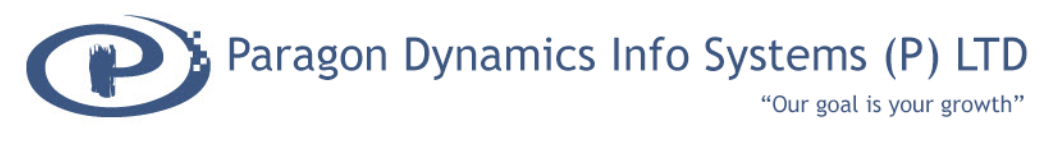 Paragon Dynamics Info Systems (P) LTD
“Our goal is your growth”